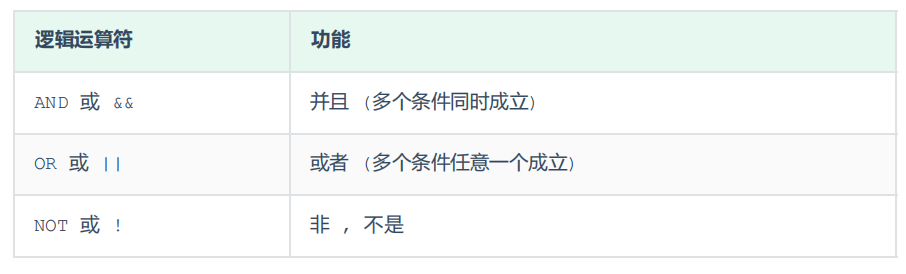 逻辑运算符 功能
AND 或 && 并且 (多个条件同时成立)
OR 或 || 或者 (多个条件任意一个成立)
NOT 或 ! 非 , 不是